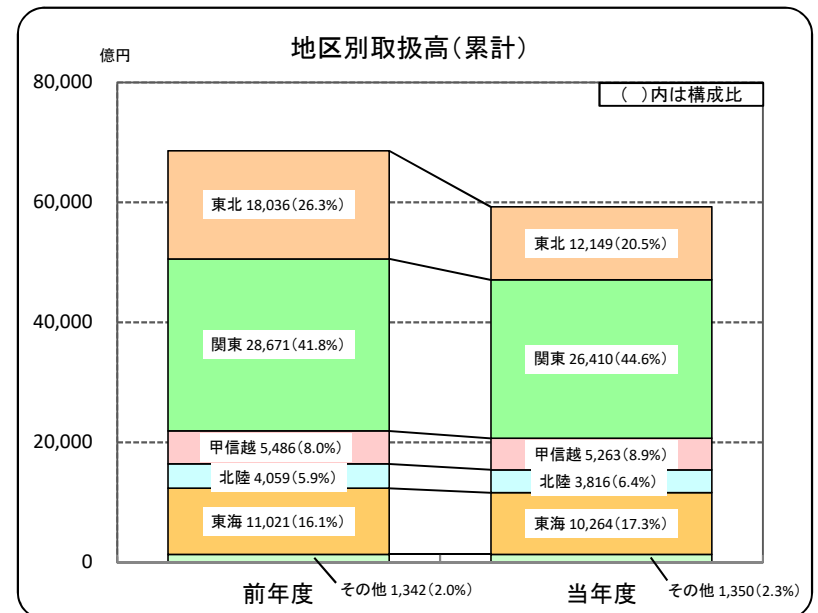 地区別取扱高(累計)
億円
( )内は構成比
80,000
60,000
40,000
20,000
0
東北 18,036(26.3%)
関東 28,671(41.8%)
甲信越 5,486(8.0%)
北陸 4,059(5.9%)
東海 11,021(16.1%)
その他 1,342(2.0%)
前年度
東北 12,149(20.5%)
関東 26,410(44.6%)
甲信越 5,263(8.9%)
北陸 3,816(6.4%)
東海 10,264(17.3%)
その他 1,350(2.3%)
当年度